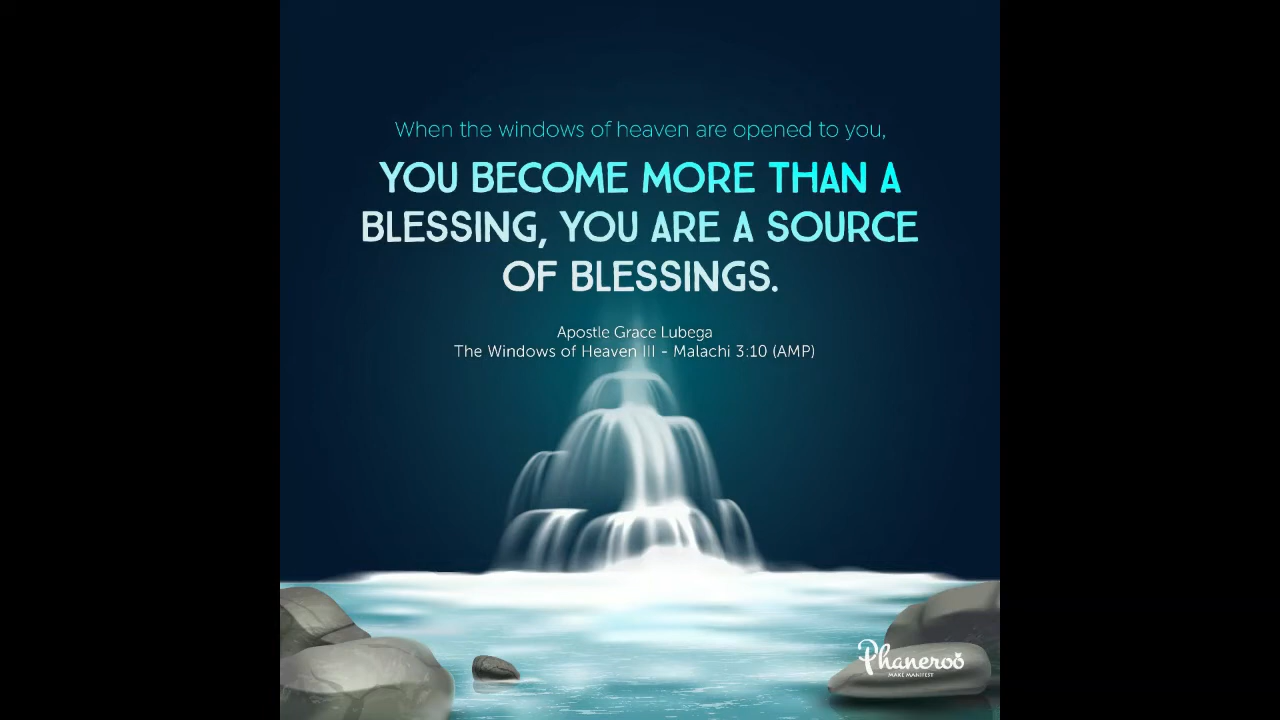 When the windows of heaven are opened to you,
YOU BECOME MORE THAN A
BLESSING, YOU ARE A SOURCE
OF BLESSINGS.
Apostle Grace Lubega
The Windows of Heaven III - Malachi 3:10 (AMP)
Phaneroo
MAKE MANIFEST